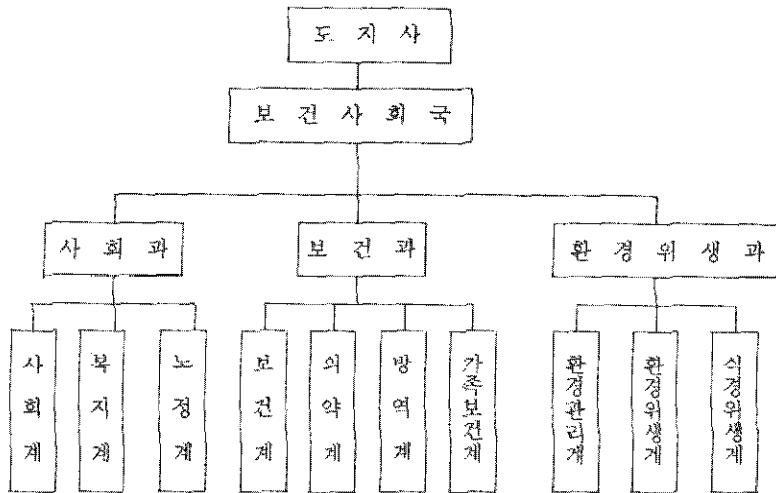 도 지 사
보 건 사 회 국
사 회 과
보 건 과
환 경 위 생 과
사회계
복지계
노정계
보건계
의약계
방역계
가족보건계
환경관리계
환경위생계
식경위생계